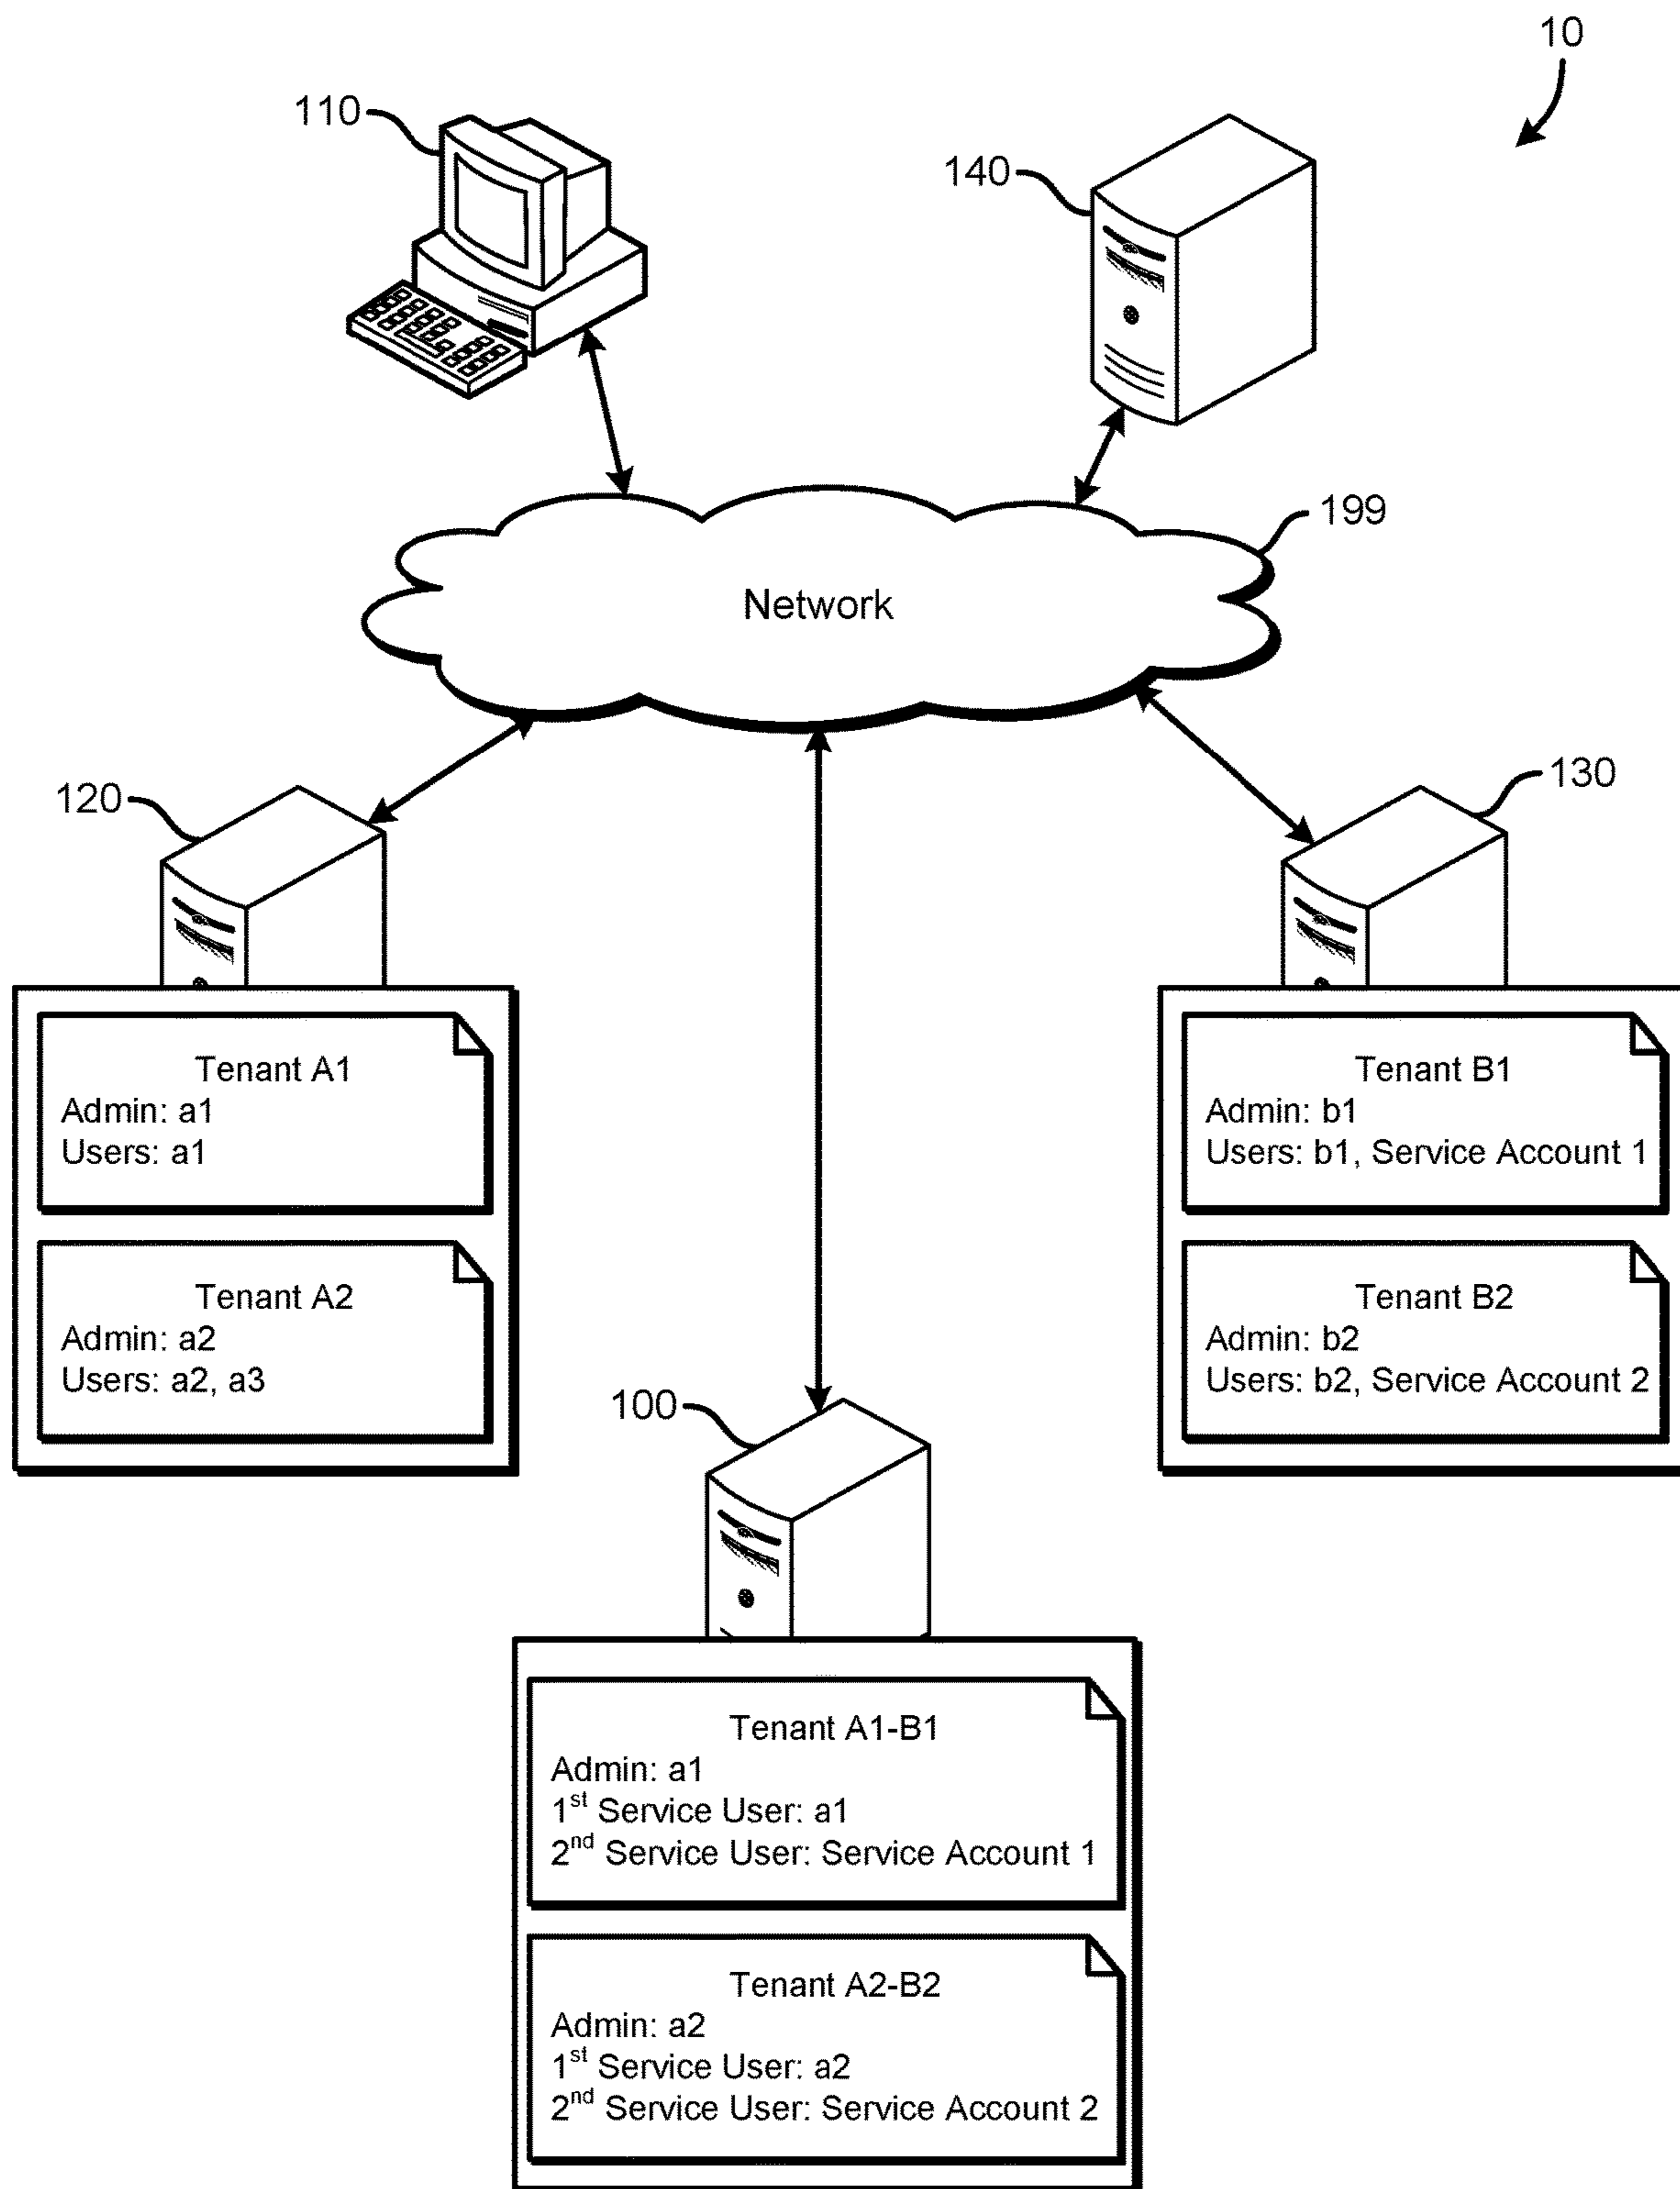 10
110
140
199
Network
120
130
Tenant A1
Admin: a1
Users: a1
Tenant A2
Admin: a2
Users: a2, a3
Tenant B1
Admin: b1
Users: b1, Service Account 1
Tenant B2
Admin: b2
Users: b2, Service Account 2
100
Tenant A1-B1
Admin: a1
1st Service User: a1
2nd Service User: Service Account 1
Tenant A2-B2
Admin: a2
1st Service User: a2
2nd Service User: Service Account 2